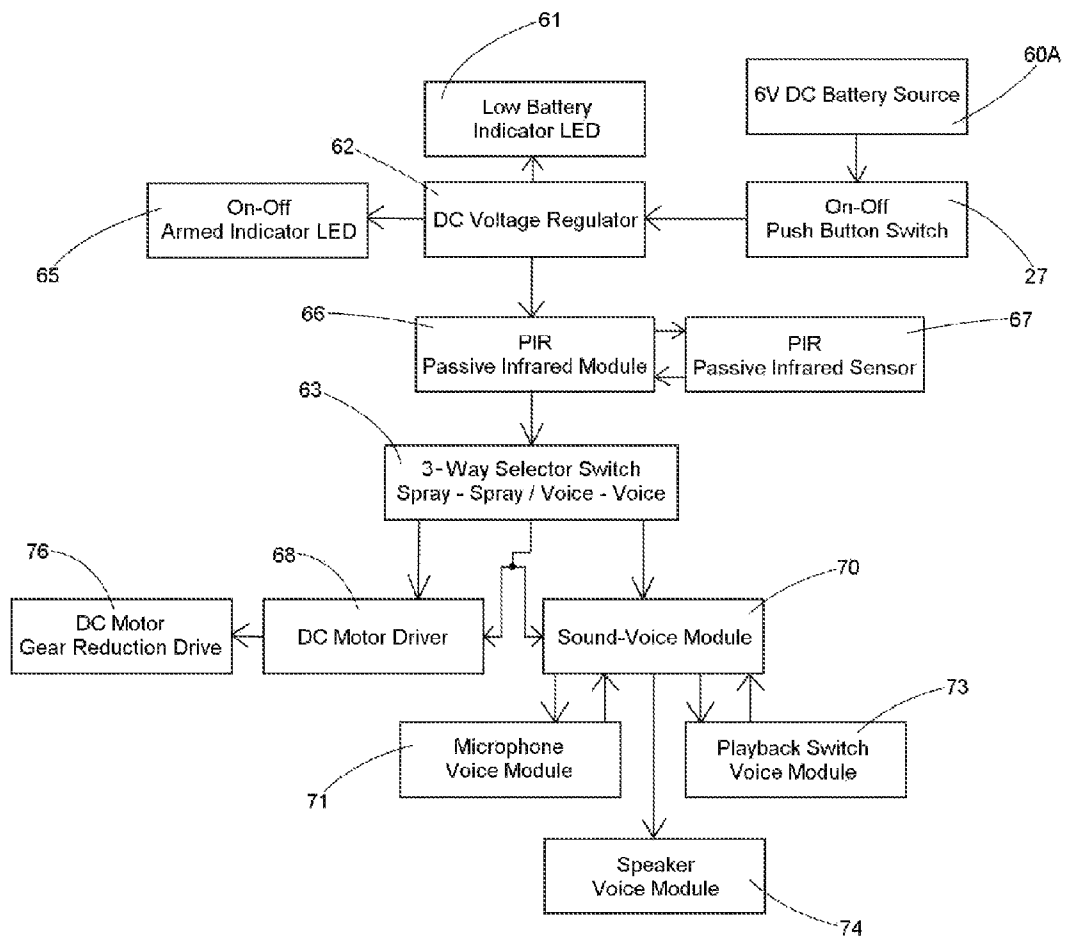 61
60A
6V DC Battery Source
Low Battery
Indicator LED
62
On-Off
Armed Indicator LED
DC Voltage Regulator
On-Off
Push Button Switch
65
27
66
67
PIR
Passive Infrared Module
PIR
Passive Infrared Sensor
63
3-Way Selector Switch
Spray - Spray / Voice - Voice
76
68
70
DC Motor
Gear Reduction Drive
DC Motor Driver
Sound-Voice Module
73
Microphone
Voice Module
Playback Switch
Voice Module
71
Speaker
Voice Module
74